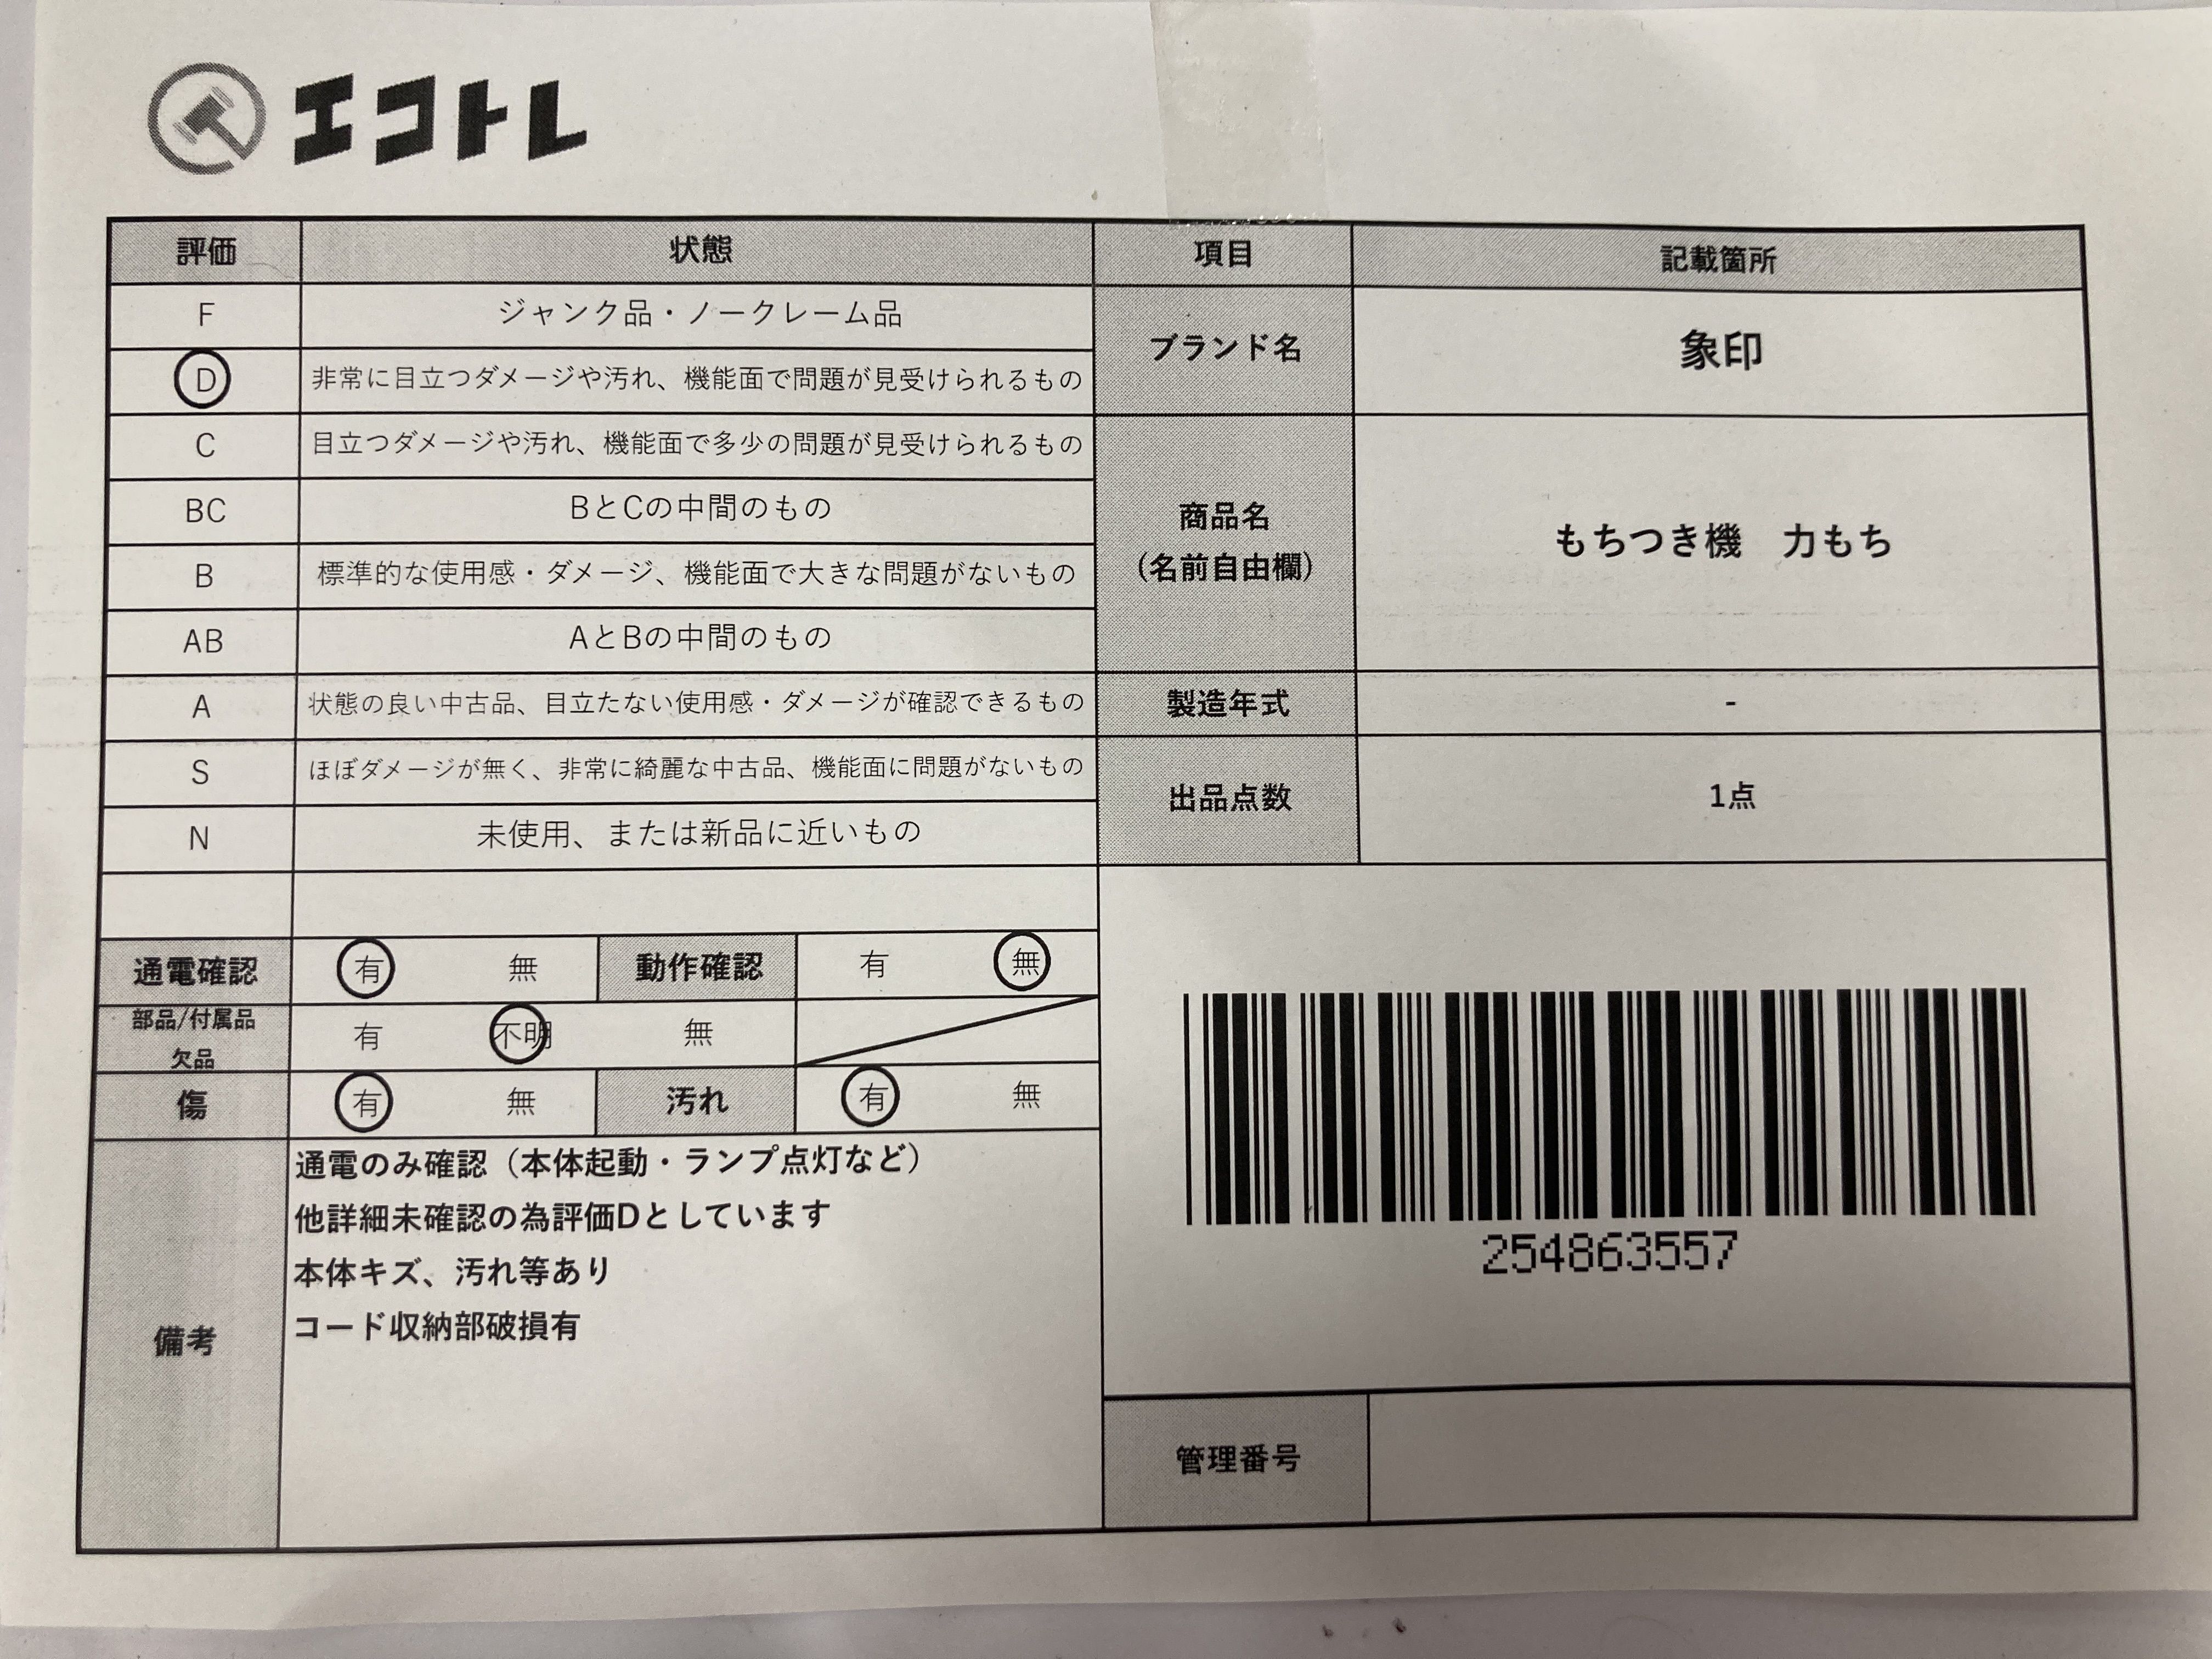 エコトレ
評価 状態 項目 記載箇所
F ジャンク品・ノークレーム品
D 非常に目立つダメージや汚れ、機能面で問題が見受けられるもの
ブランド名 象印
C 目立つダメージや汚れ、機能面で多少の問題が見受けられるもの
BC BとCの中間のもの
B 標準的な使用感・ダメージ、機能面で大きな問題がないもの
AB AとBの中間のもの
商品名
(名前自由欄)
もちつき機 力もち
A 状態の良い中古品、目立たない使用感・ダメージが確認できるもの
製造年式 -
S ほぼダメージが無く、非常に綺麗な中古品、機能面に問題がないもの
N 未使用、または新品に近いもの
出品点数 1点
通電確認 有 無 動作確認 有 無
部品/付属品
欠品
有 不明 無
傷 有 無 汚れ 有 無
備考
通電のみ確認（本体起動・ランプ点灯など）
他詳細未確認の為評価Dとしています
本体キズ、汚れ等あり
コード収納部破損有
254863557
管理番号